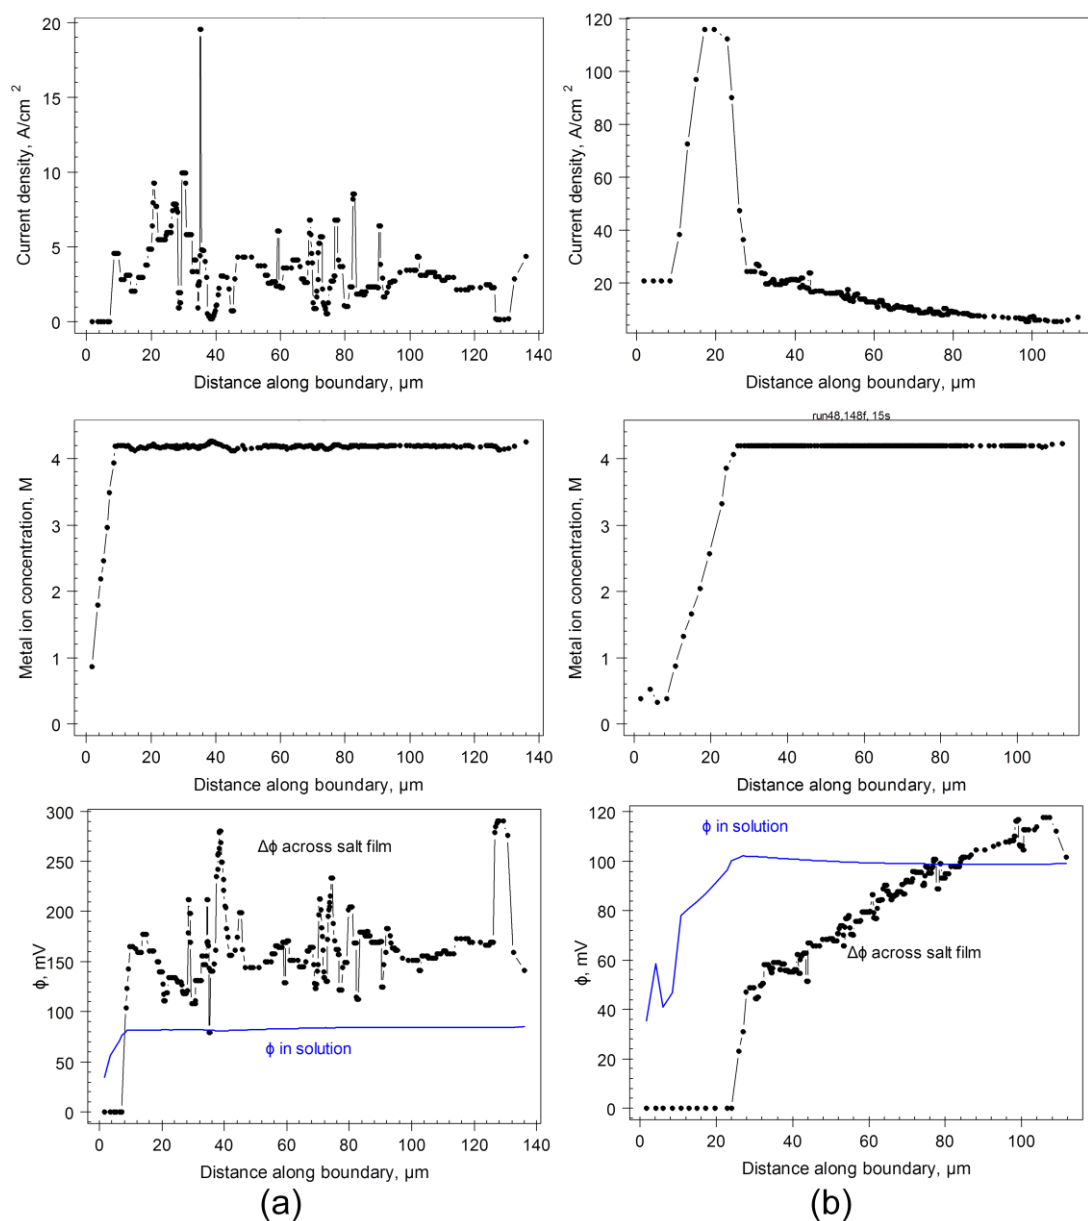 Current density, A/cm 2
20
15
10
5
0
0 20 40 60 80 100 120 140
Distance along boundary, µm
Current density, A/cm 2
120
100
80
60
40
20
0 20 40 60 80 100
Distance along boundary, µm
Metal ion concentration, M
4
3
2
1
0
0 20 40 60 80 100 120 140
Distance along boundary, µm
run48,148f, 15s
Metal ion concentration, M
4
3
2
1
0
0 20 40 60 80 100
Distance along boundary, µm
ϕ, mV
300
250
200
150
100
50
0
Δϕ across salt film
ϕ in solution
0 20 40 60 80 100 120 140
Distance along boundary, µm
(a)
ϕ, mV
120
100
80
60
40
20
0
ϕ in solution
Δϕ across salt film
0 20 40 60 80 100
Distance along boundary, µm
(b)